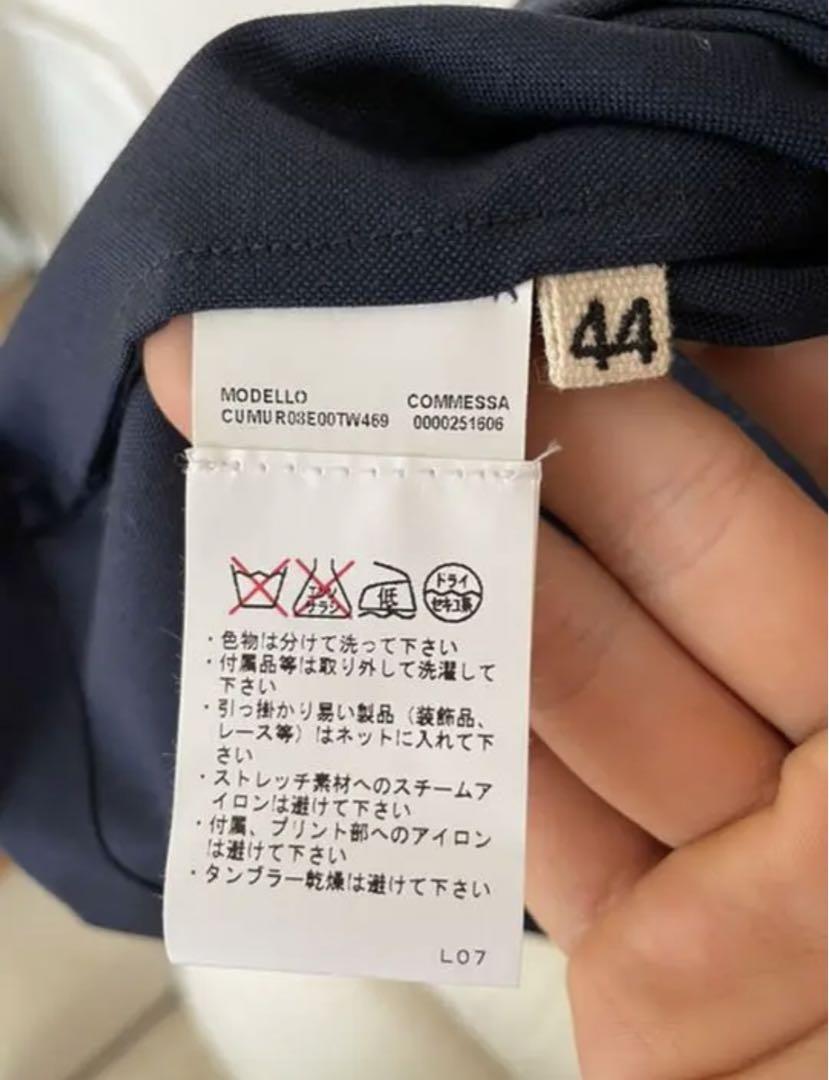 44
MODELLO COMMESSA
CUMUR03E00TW469 0000251606
エンソ
サラシ
低
ドライ
セキユ系
・色物は分けて洗って下さい
・付属品等は取り外して洗濯して
下さい
・引っ掛かり易い製品（装飾品、
レース等）はネットに入れて下
さい
・ストレッチ素材へのスチームア
イロンは避けて下さい
・付属、プリント部へのアイロン
は避けて下さい
・タンブラー乾燥は避けて下さい
L07